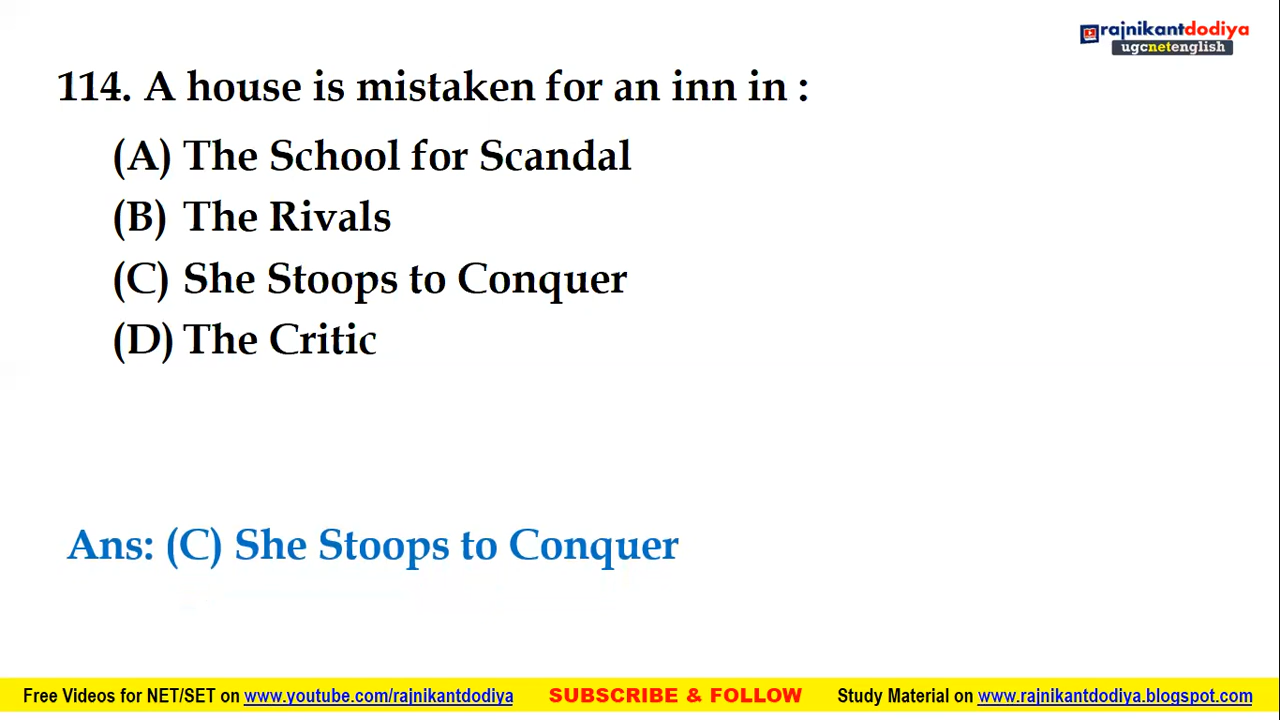 rajnikantdodiya
ugcnetenglish
114. A house is mistaken for an inn in :
(A) The School for Scandal
(B) The Rivals
(C) She Stoops to Conquer
(D) The Critic
Ans: (C) She Stoops to Conquer
Free Videos for NET/SET on www.youtube.com/rajnikantdodiya SUBSCRIBE & FOLLOW Study Material on www.rajnikantdodiya.blogspot.com